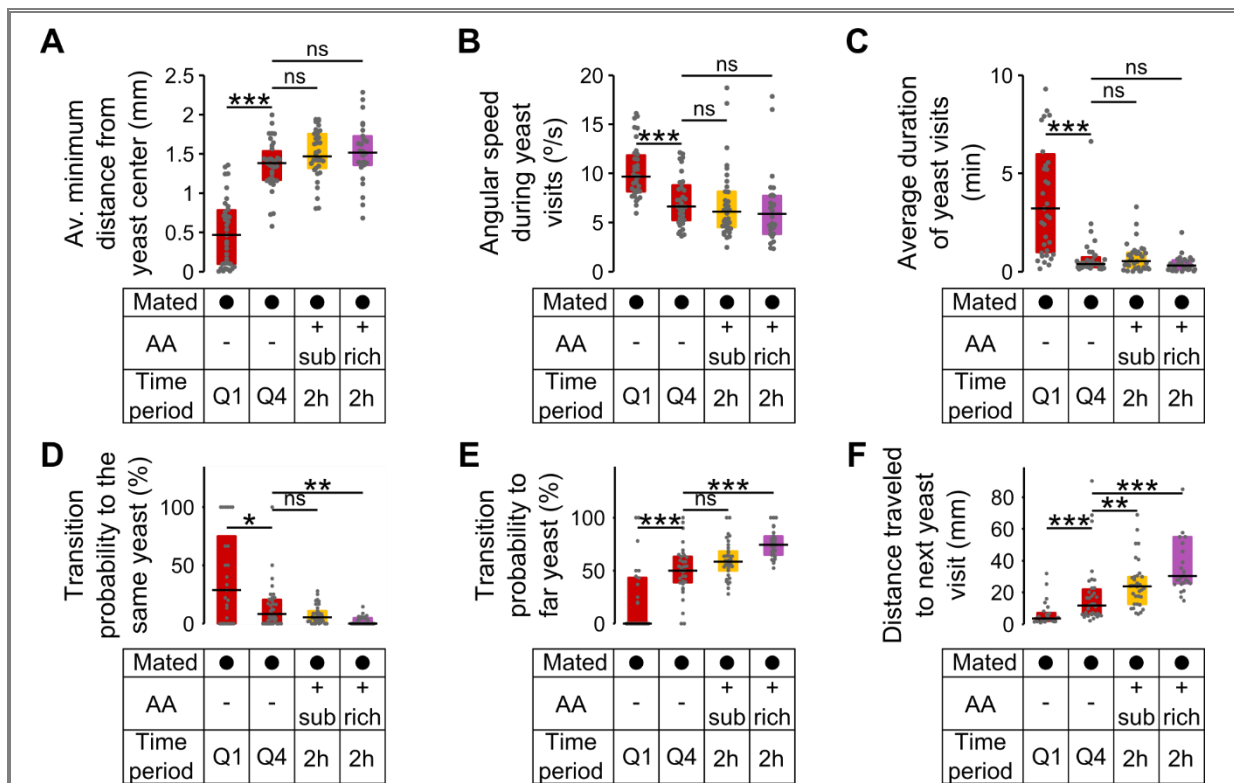 A
Av. minimum
distance from
yeast center (mm)
2.5
2
1.5
1
0.5
0
***
ns
ns
Mated ● ● ● ●
AA - - + sub + rich
Time period Q1 Q4 2h 2h
B
Angular speed
during yeast
visits (º/s)
20
15
10
5
0
***
ns
ns
Mated ● ● ● ●
AA - - + sub + rich
Time period Q1 Q4 2h 2h
C
Average duration
of yeast visits
(min)
10
5
0
***
ns
ns
Mated ● ● ● ●
AA - - + sub + rich
Time period Q1 Q4 2h 2h
D
Transition
probability to the
same yeast (%)
100
50
0
*
ns
**
Mated ● ● ● ●
AA - - + sub + rich
Time period Q1 Q4 2h 2h
E
Transition
probability to
far yeast (%)
100
50
0
***
ns
***
Mated ● ● ● ●
AA - - + sub + rich
Time period Q1 Q4 2h 2h
F
Distance traveled
to next yeast
visit (mm)
80
60
40
20
0
***
**
***
Mated ● ● ● ●
AA - - + sub + rich
Time period Q1 Q4 2h 2h